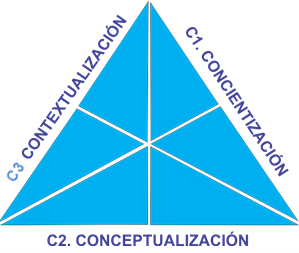 C1. CONCIENTIZACIÓN
C2. CONCEPTUALIZACIÓN
C3 CONTEXTUALIZACIÓN